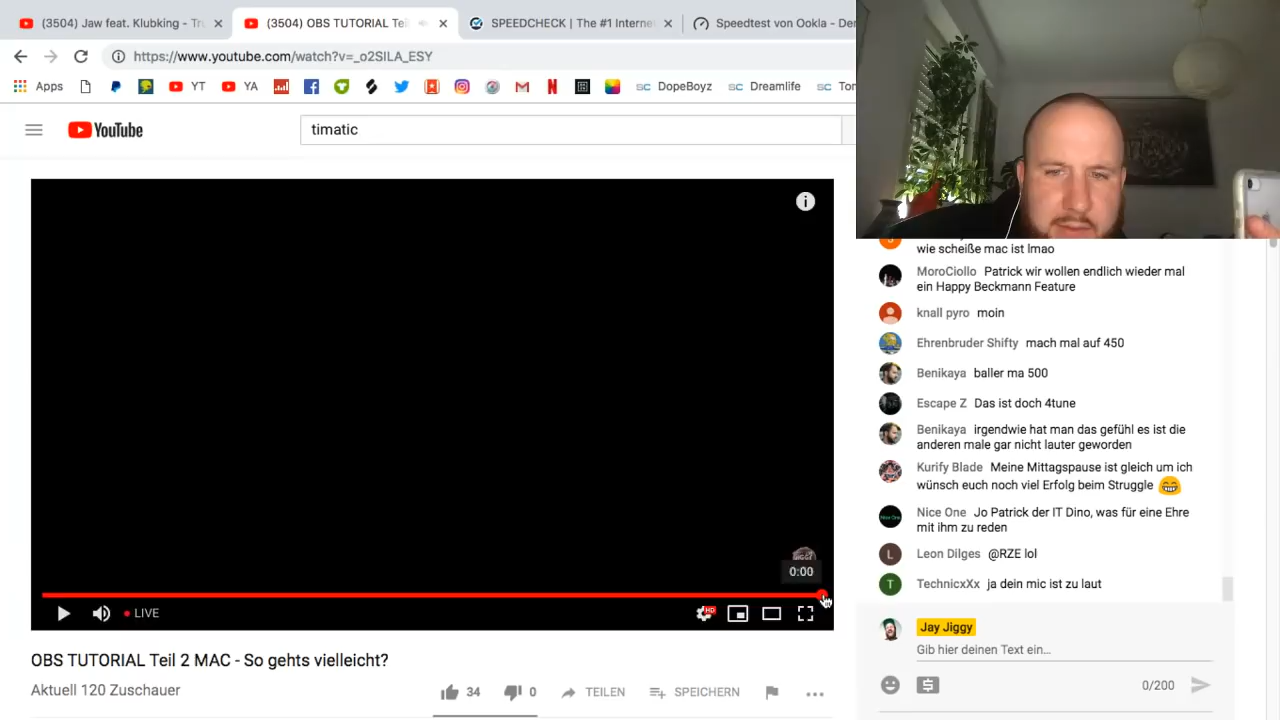 (3504) Jaw feat. Klubking - Tr
(3504) OBS TUTORIAL Tei
SPEEDCHECK | The #1 Interne
Speedtest von Ookla - De
https://www.youtube.com/watch?v=_o2SILA_ESY
Apps
YT
YA
DopeBoyz
Dreamlife
YouTube
timatic
wie scheiße mac ist lmao
MoroCiollo Patrick wir wollen endlich wieder mal
ein Happy Beckmann Feature
knall pyro moin
Ehrenbruder Shifty mach mal auf 450
Benikaya baller ma 500
Escape Z Das ist doch 4tune
Benikaya irgendwie hat man das gefühl es ist die
anderen male gar nicht lauter geworden
Kurify Blade Meine Mittagspause ist gleich um ich
wünsch euch noch viel Erfolg beim Struggle
Nice One Jo Patrick der IT Dino, was für eine Ehre
mit ihm zu reden
Leon Dilges @RZE lol
TechnicxXx ja dein mic ist zu laut
0:00
LIVE
HD
Jay Jiggy
Gib hier deinen Text ein...
0/200
OBS TUTORIAL Teil 2 MAC - So gehts vielleicht?
Aktuell 120 Zuschauer
34
0
TEILEN
SPEICHERN